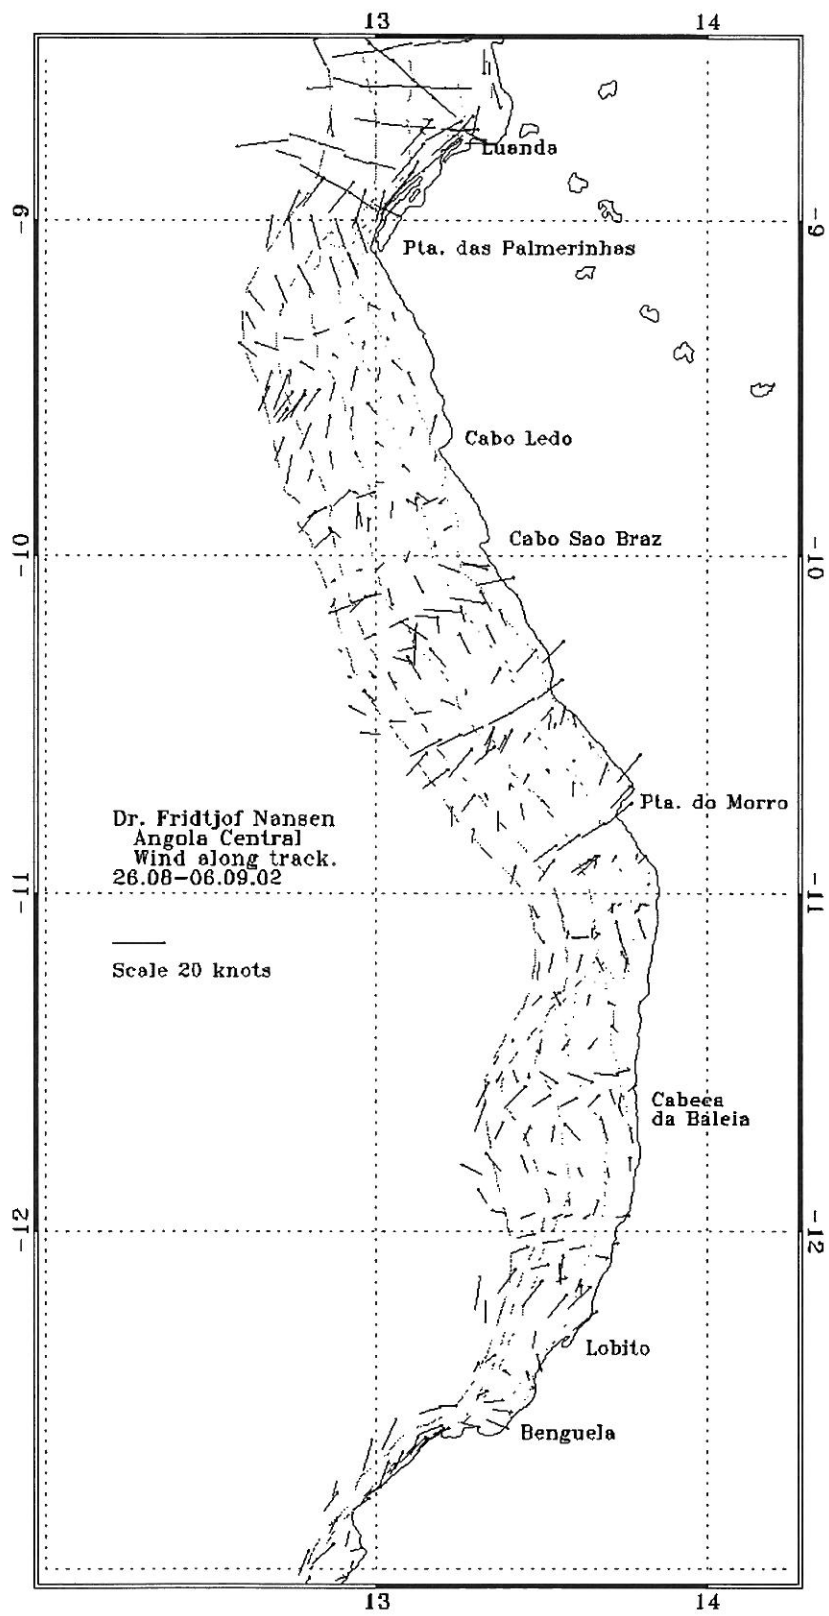 13 14
Luanda
-9 -9
Pta. das Palmerinhas
Cabo Ledo
Cabo Sao Braz
-10 -10
Pta. do Morro
Dr. Fridtjof Nansen
Angola Central
Wind along track.
26.08-06.09.02
-11 -11
Scale 20 knots
Cabeca
da Baleia
-12 -12
Lobito
Benguela
13 14